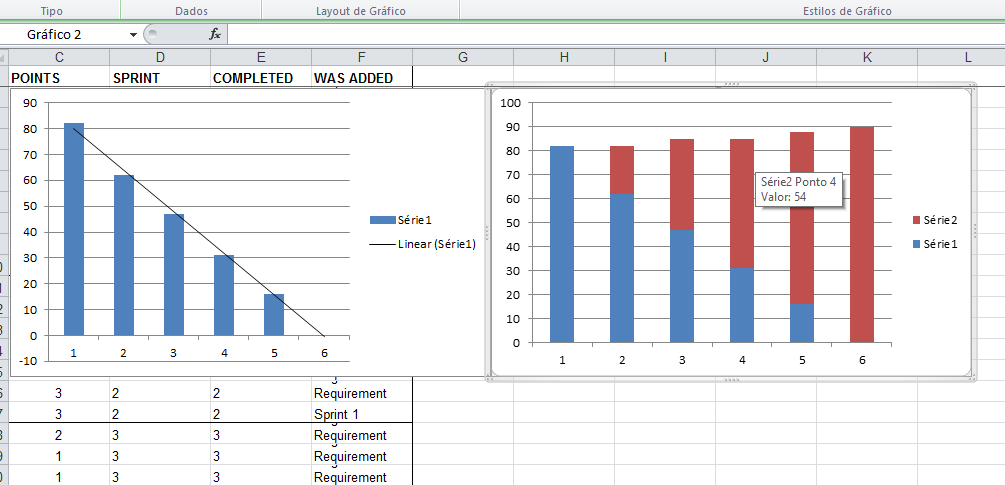 Tipo Dados Layout de Gráfico Estilos de Gráfico
Gráfico 2 fx
C D E F G H I J K L
POINTS SPRINT COMPLETED WAS ADDED
90
80
70
60
50
40
30
20
10
0
-10
1 2 3 4 5 6
Série1
Linear (Série1)
100
90
80
70
60
50
40
30
20
10
0
1 2 3 4 5 6
Série2 Ponto 4
Valor: 54
Série2
Série1
3 2 2 Requirement
3 2 2 Sprint 1
2 3 3 Requirement
1 3 3 Requirement
1 3 3 Requirement